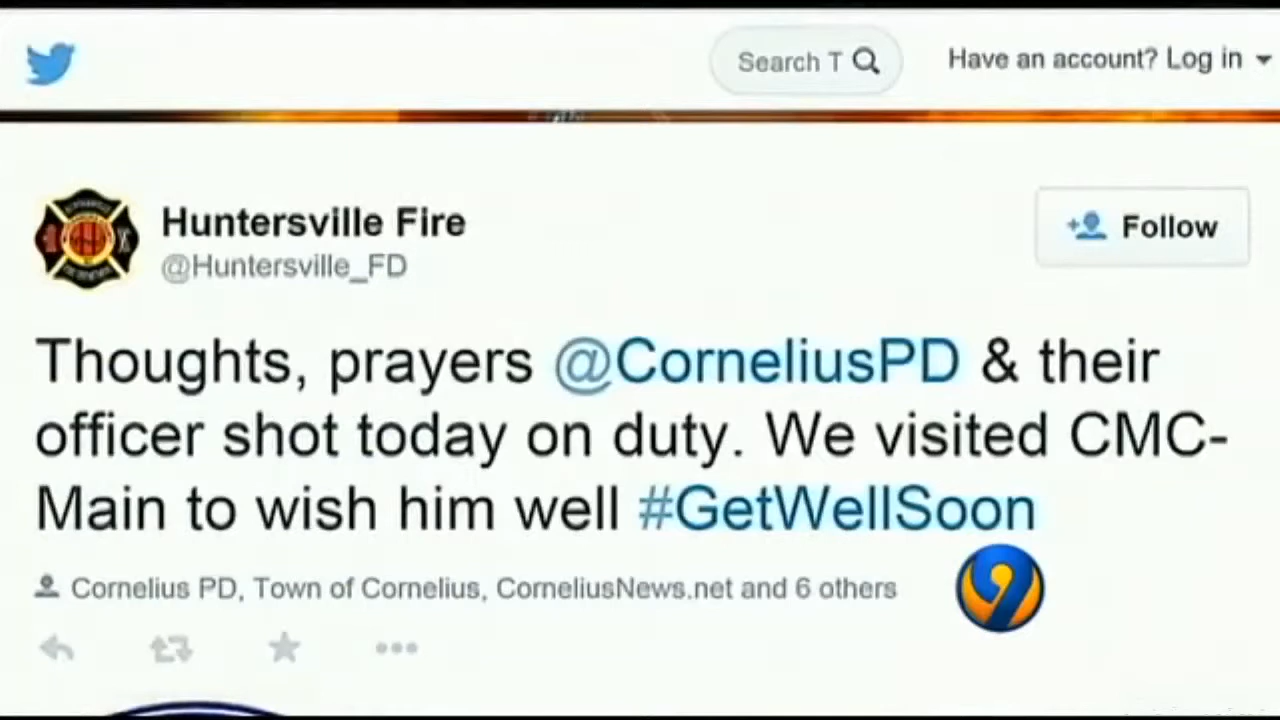 Search T
Have an account? Log in
Huntersville Fire
@Huntersville_FD
Follow
Thoughts, prayers @CorneliusPD & their
officer shot today on duty. We visited CMC-
Main to wish him well #GetWellSoon
Cornelius PD, Town of Cornelius, CorneliusNews.net and 6 others
9